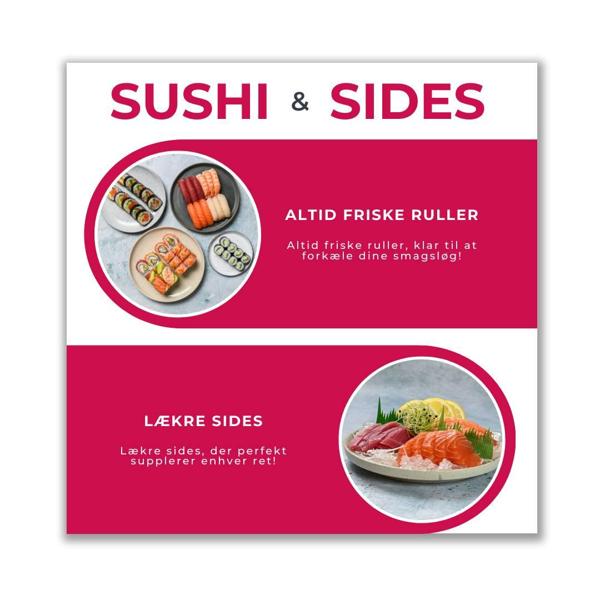 SUSHI & SIDES
ALTID FRISKE RULLER
Altid friske ruller, klar til at
forkæle dine smagsløg!
LÆKRE SIDES
Lækre sides, der perfekt
supplerer enhver ret!